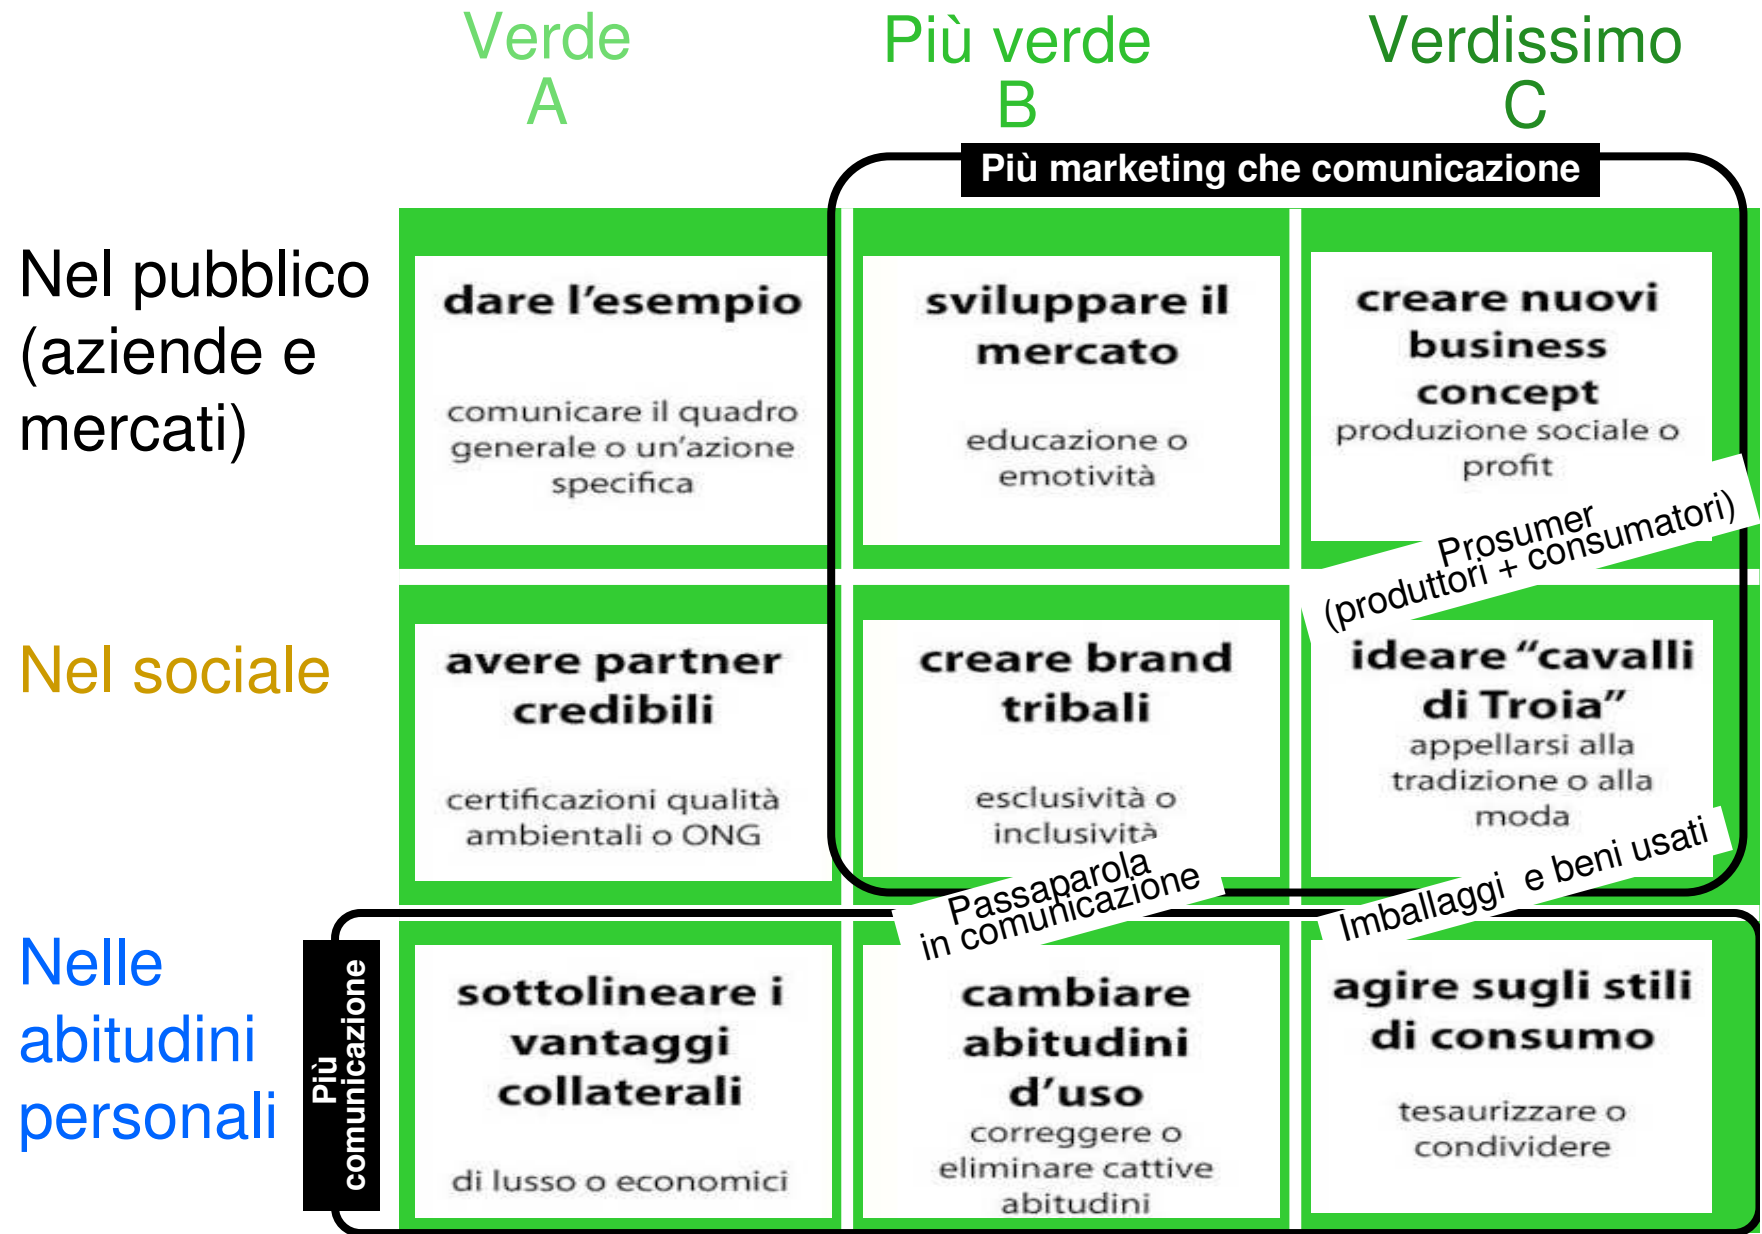 Verde
A
Più verde
B
Verdissimo
C
Più marketing che comunicazione
Nel pubblico
(aziende e
mercati)
dare l’esempio
comunicare il quadro
generale o un’azione
specifica
sviluppare il
mercato
educazione o
emotività
creare nuovi
business
concept
produzione sociale o
profit
Prosumer
(produttori + consumatori)
Nel sociale
avere partner
credibili
certificazioni qualità
ambientali o ONG
creare brand
tribali
esclusività o
inclusività
ideare “cavalli
di Troia”
appellarsi alla
tradizione o alla
moda
Passaparola
in comunicazione
Imballaggi e beni usati
Nelle
abitudini
personali
Più
comunicazione
sottolineare i
vantaggi
collaterali
di lusso o economici
cambiare
abitudini
d’uso
correggere o
eliminare cattive
abitudini
agire sugli stili
di consumo
tesaurizzare o
condividere